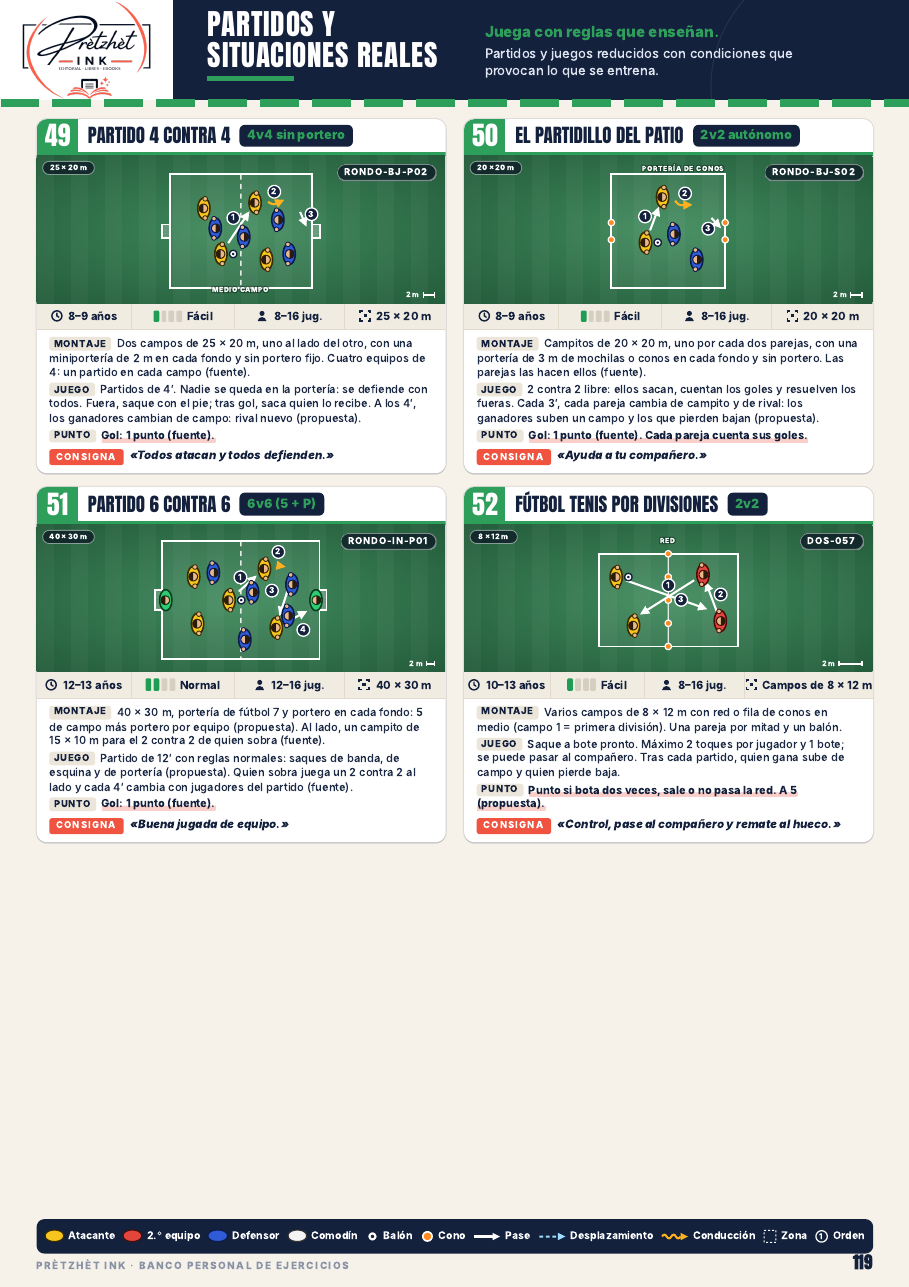 Prètzhèt
INK
EDITORIAL · LIBROS · EBOOKS
PARTIDOS Y
SITUACIONES REALES
Juega con reglas que enseñan.
Partidos y juegos reducidos con condiciones que
provocan lo que se entrena.
49 PARTIDO 4 CONTRA 4 4v4 sin portero
25 × 20 m
RONDO-BJ-P02
1 2 3
MEDIO CAMPO
2 m
8–9 años Fácil 8–16 jug. 25 × 20 m
MONTAJE Dos campos de 25 × 20 m, uno al lado del otro, con una
miniportería de 2 m en cada fondo y sin portero fijo. Cuatro equipos de
4: un partido en cada campo (fuente).
JUEGO Partidos de 4′. Nadie se queda en la portería: se defiende con
todos. Fuera, saque con el pie; tras gol, saca quien lo recibe. A los 4′,
los ganadores cambian de campo: rival nuevo (propuesta).
PUNTO Gol: 1 punto (fuente).
CONSIGNA «Todos atacan y todos defienden.»
50 EL PARTIDILLO DEL PATIO 2v2 autónomo
20 × 20 m
PORTERÍA DE CONOS
RONDO-BJ-S02
1 2 3
2 m
8–9 años Fácil 8–16 jug. 20 × 20 m
MONTAJE Campitos de 20 × 20 m, uno por cada dos parejas, con una
portería de 3 m de mochilas o conos en cada fondo y sin portero. Las
parejas las hacen ellos (fuente).
JUEGO 2 contra 2 libre: ellos sacan, cuentan los goles y resuelven los
fueras. Cada 3′, cada pareja cambia de campito y de rival: los
ganadores suben un campo y los que pierden bajan (propuesta).
PUNTO Gol: 1 punto (fuente). Cada pareja cuenta sus goles.
CONSIGNA «Ayuda a tu compañero.»
51 PARTIDO 6 CONTRA 6 6v6 (5 + P)
40 × 30 m
RONDO-IN-P01
1 2 3 4
2 m
12–13 años Normal 12–16 jug. 40 × 30 m
MONTAJE 40 × 30 m, portería de fútbol 7 y portero en cada fondo: 5
de campo más portero por equipo (propuesta). Al lado, un campito de
15 × 10 m para el 2 contra 2 de quien sobra (fuente).
JUEGO Partido de 12′ con reglas normales: saques de banda, de
esquina y de portería (propuesta). Quien sobra juega un 2 contra 2 al
lado y cada 4′ cambia con jugadores del partido (fuente).
PUNTO Gol: 1 punto (fuente).
CONSIGNA «Buena jugada de equipo.»
52 FÚTBOL TENIS POR DIVISIONES 2v2
8 × 12 m
RED
DOS-057
1 2 3
2 m
10–13 años Fácil 8–16 jug. Campos de 8 × 12 m
MONTAJE Varios campos de 8 × 12 m con red o fila de conos en
medio (campo 1 = primera división). Una pareja por mitad y un balón.
JUEGO Saque a bote pronto. Máximo 2 toques por jugador y 1 bote;
se puede pasar al compañero. Tras cada partido, quien gana sube de
campo y quien pierde baja.
PUNTO Punto si bota dos veces, sale o no pasa la red. A 5
(propuesta).
CONSIGNA «Control, pase al compañero y remate al hueco.»
Atacante 2.º equipo Defensor Comodín Balón Cono Pase Desplazamiento Conducción Zona 1 Orden
PRÈTZHÈT INK · BANCO PERSONAL DE EJERCICIOS 119